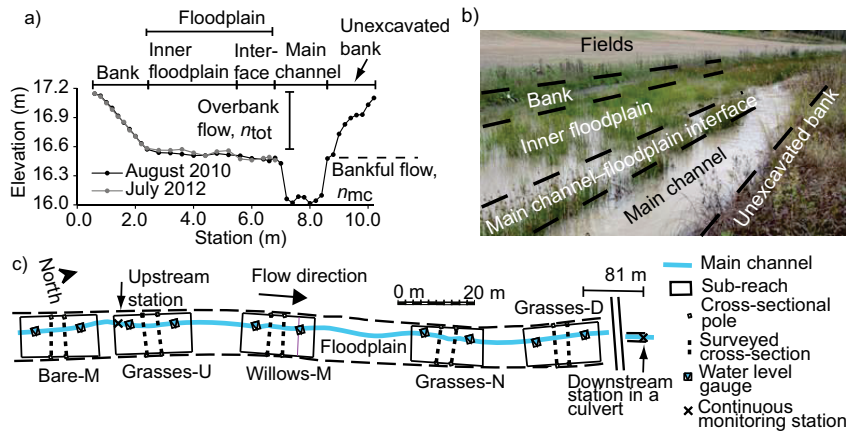 a)
Floodplain
Unexcavated
bank
Bank
Inner
floodplain
Inter-
face
Main
channel
17.2
16.8
16.4
16.0
Elevation (m)
Overbank
flow, ntot
August 2010
July 2012
Bankful flow,
nmc
0.0 2.0 4.0 6.0 8.0 10.0
Station (m)
b)
Fields
Bank
Inner floodplain
Main channel–floodplain interface
Main channel
Unexcavated bank
c)
North
Upstream
station
Flow direction
0 m 20 m
81 m
Grasses-D
Floodplain
Bare-M
Grasses-U
Willows-M
Grasses-N
Downstream
station in a
culvert
Main channel
Sub-reach
Cross-sectional
pole
Surveyed
cross-section
Water level
gauge
Continuous
monitoring station